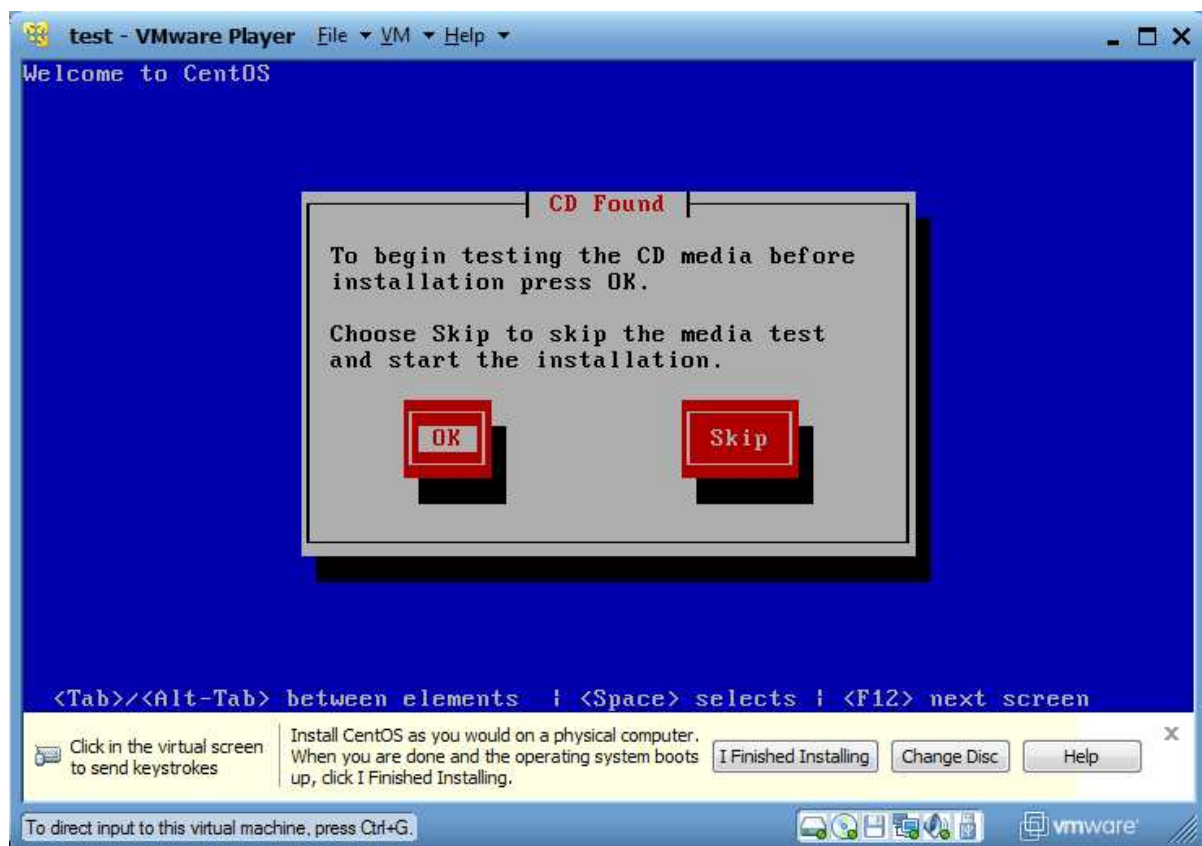 test - VMware Player File VM Help
Welcome to CentOS
CD Found
To begin testing the CD media before
installation press OK.
Choose Skip to skip the media test
and start the installation.
OK Skip
<Tab>/<Alt-Tab> between elements | <Space> selects | <F12> next screen
Click in the virtual screen
to send keystrokes
Install CentOS as you would on a physical computer.
When you are done and the operating system boots
up, click I Finished Installing.
I Finished Installing Change Disc Help
To direct input to this virtual machine, press Ctrl+G.
vmware